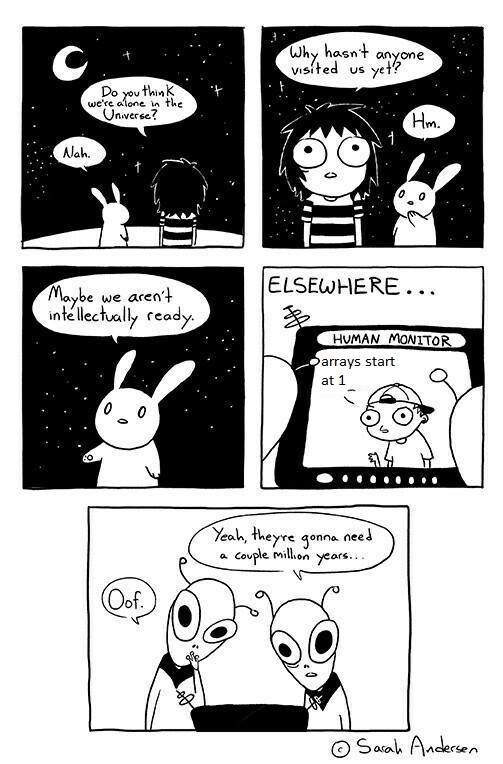 Do you think
we're alone in the
Universe?
Nah.
Why hasn't anyone
visited us yet?
Hm.
Maybe we aren't
intellectually ready.
ELSEWHERE...
HUMAN MONITOR
arrays start
at 1
Yeah, theyre gonna need
a couple million years...
Oof.
© Sarah Andersen